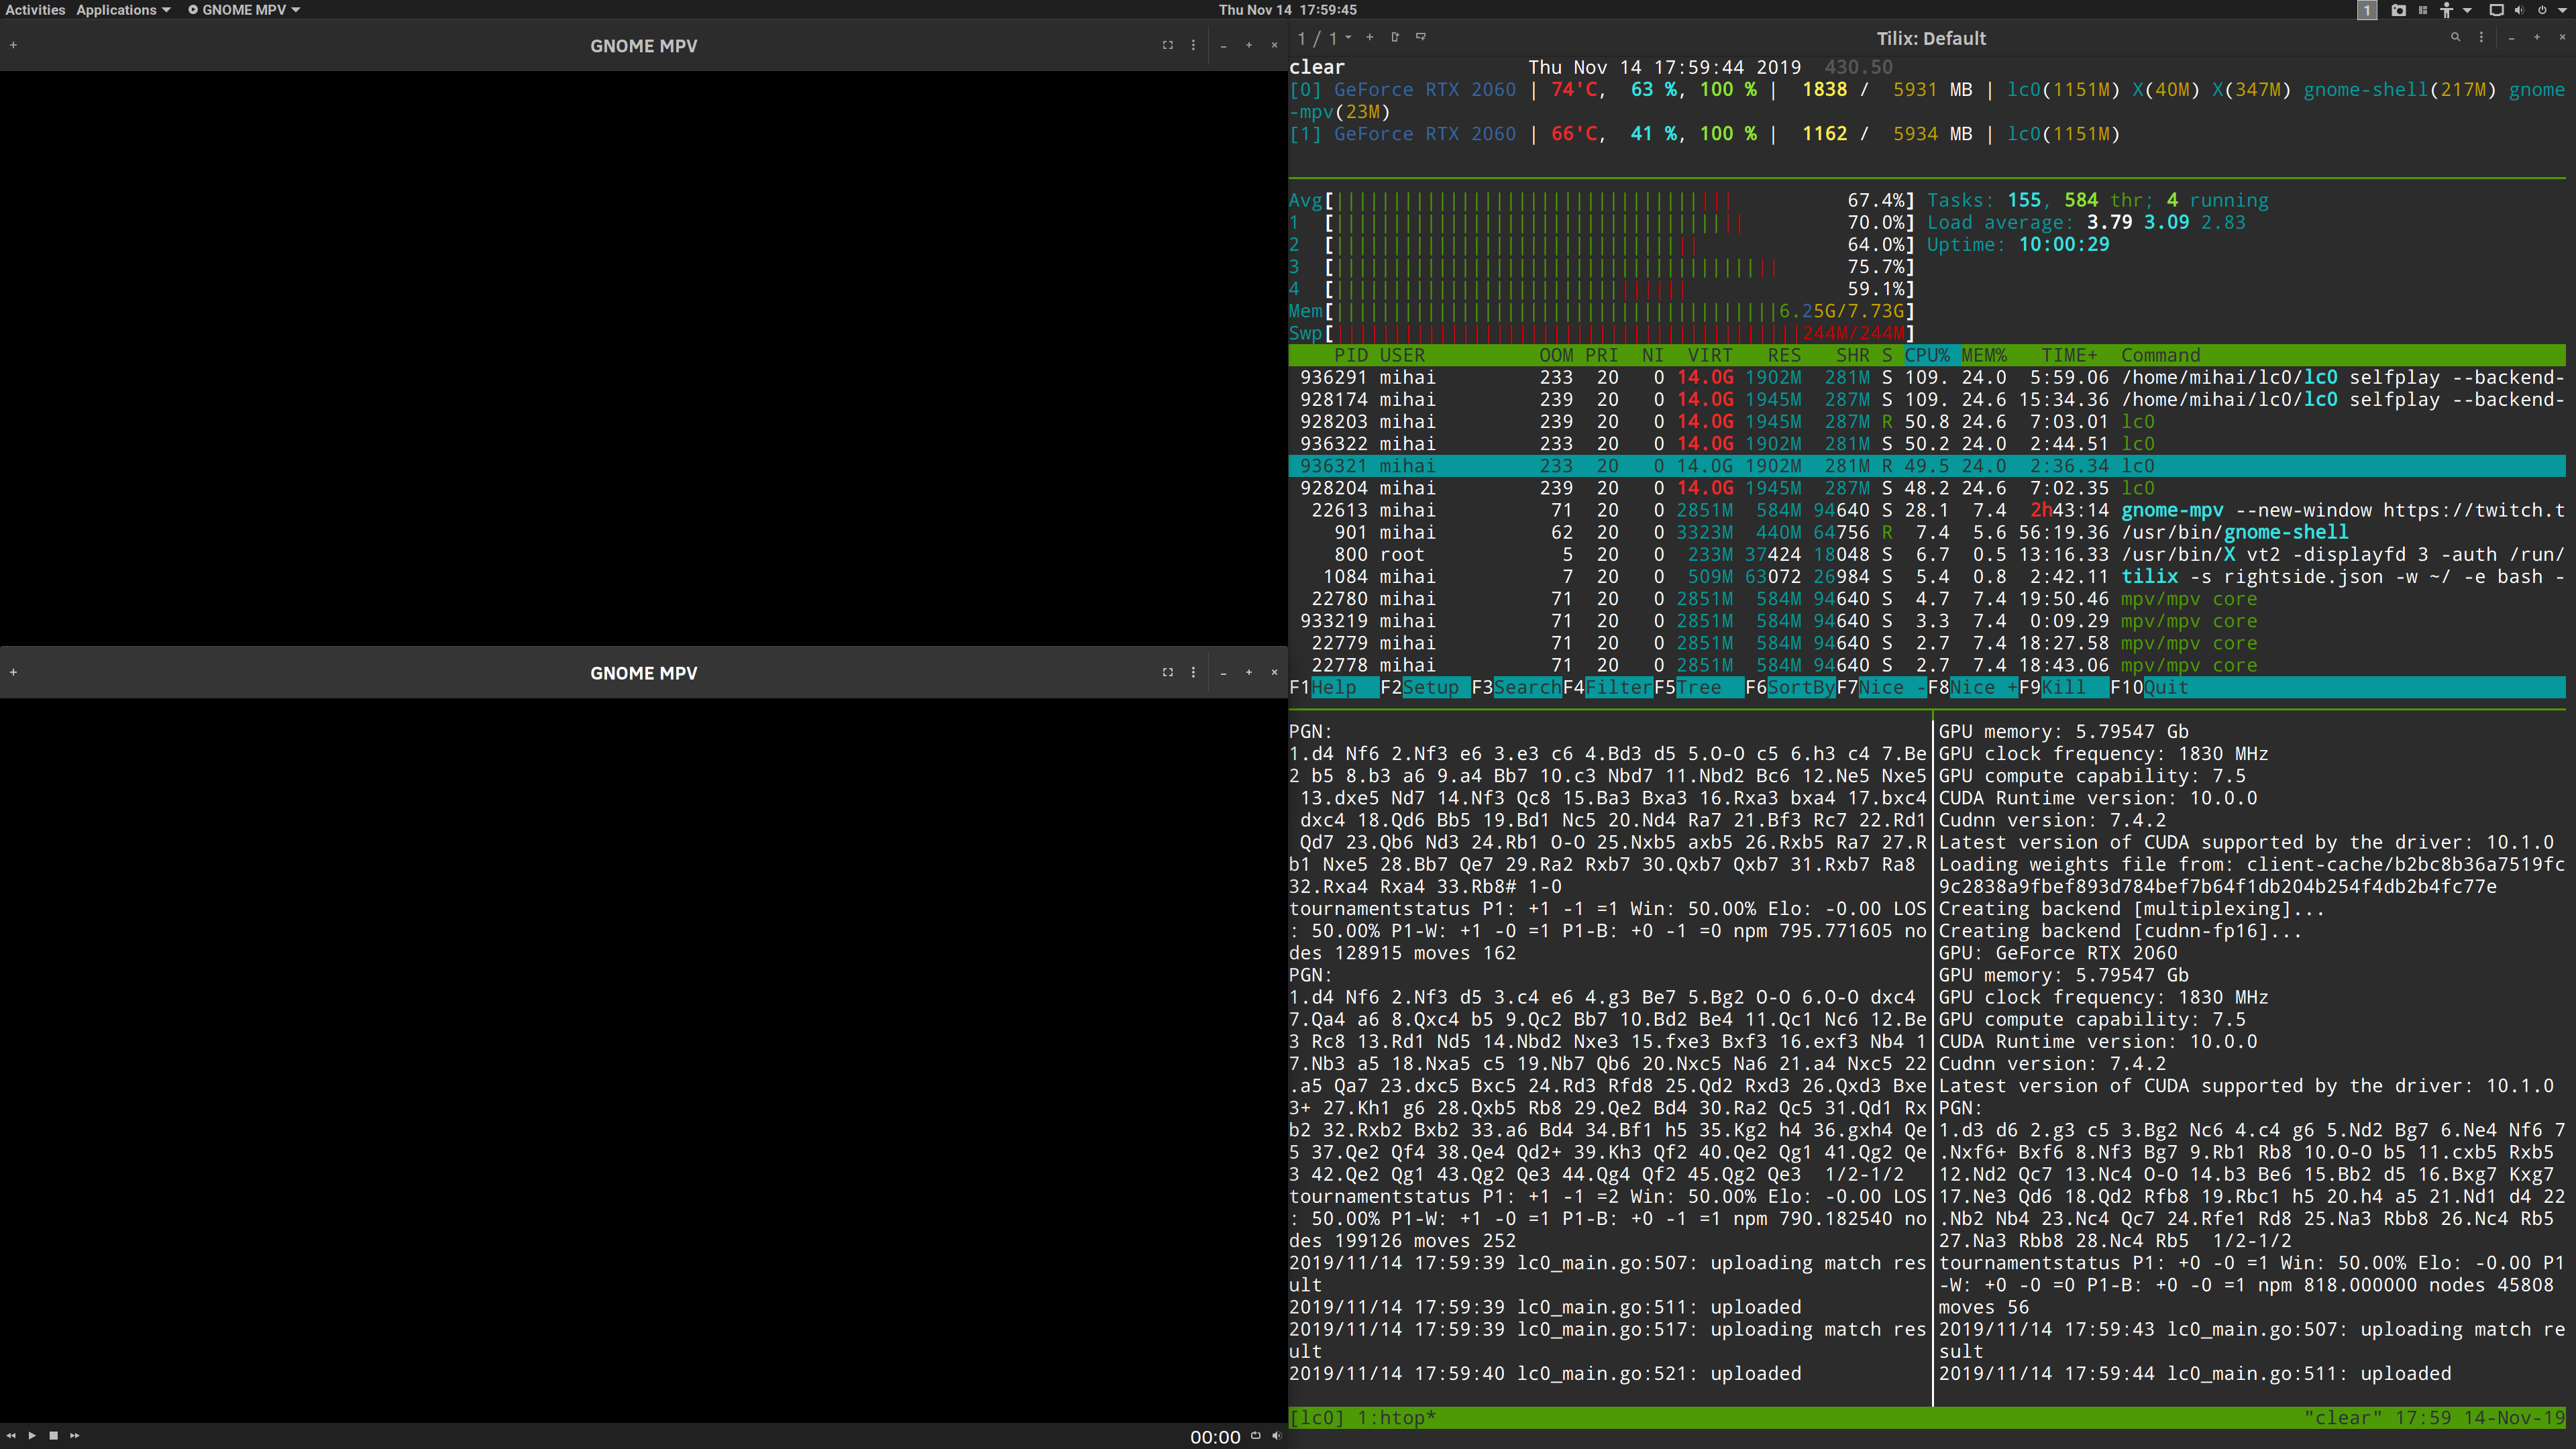 Activities Applications GNOME MPV Thu Nov 14 17:59:45 1
GNOME MPV
1 / 1 Tilix: Default
clear Thu Nov 14 17:59:44 2019 430.50
[0] GeForce RTX 2060 | 74'C, 63 %, 100 % | 1838 / 5931 MB | lc0(1151M) X(40M) X(347M) gnome-shell(217M) gnome
-mpv(23M)
[1] GeForce RTX 2060 | 66'C, 41 %, 100 % | 1162 / 5934 MB | lc0(1151M)
Avg[ 67.4%] Tasks: 155, 584 thr; 4 running
1 [ 70.0%] Load average: 3.79 3.09 2.83
2 [ 64.0%] Uptime: 10:00:29
3 [ 75.7%]
4 [ 59.1%]
Mem[ 6.25G/7.73G]
Swp[ 244M/244M]
PID USER OOM PRI NI VIRT RES SHR S CPU% MEM% TIME+ Command
936291 mihai 233 20 0 14.0G 1902M 281M S 109. 24.0 5:59.06 /home/mihai/lc0/lc0 selfplay --backend-
928174 mihai 239 20 0 14.0G 1945M 287M S 109. 24.6 15:34.36 /home/mihai/lc0/lc0 selfplay --backend-
928203 mihai 239 20 0 14.0G 1945M 287M R 50.8 24.6 7:03.01 lc0
936322 mihai 233 20 0 14.0G 1902M 281M S 50.2 24.0 2:44.51 lc0
936321 mihai 233 20 0 14.0G 1902M 281M R 49.5 24.0 2:36.34 lc0
928204 mihai 239 20 0 14.0G 1945M 287M S 48.2 24.6 7:02.35 lc0
22613 mihai 71 20 0 2851M 584M 94640 S 28.1 7.4 2h43:14 gnome-mpv --new-window https://twitch.t
901 mihai 62 20 0 3323M 440M 64756 R 7.4 5.6 56:19.36 /usr/bin/gnome-shell
800 root 5 20 0 233M 37424 18048 S 6.7 0.5 13:16.33 /usr/bin/X vt2 -displayfd 3 -auth /run/
1084 mihai 7 20 0 509M 63072 26984 S 5.4 0.8 2:42.11 tilix -s rightside.json -w ~/ -e bash -
22780 mihai 71 20 0 2851M 584M 94640 S 4.7 7.4 19:50.46 mpv/mpv core
933219 mihai 71 20 0 2851M 584M 94640 S 3.3 7.4 0:09.29 mpv/mpv core
22779 mihai 71 20 0 2851M 584M 94640 S 2.7 7.4 18:27.58 mpv/mpv core
22778 mihai 71 20 0 2851M 584M 94640 S 2.7 7.4 18:43.06 mpv/mpv core
F1Help F2Setup F3SearchF4FilterF5Tree F6SortByF7Nice -F8Nice +F9Kill F10Quit
GNOME MPV
00:00
PGN:
1.d4 Nf6 2.Nf3 e6 3.e3 c6 4.Bd3 d5 5.O-O c5 6.h3 c4 7.Be
2 b5 8.b3 a6 9.a4 Bb7 10.c3 Nbd7 11.Nbd2 Bc6 12.Ne5 Nxe5
13.dxe5 Nd7 14.Nf3 Qc8 15.Ba3 Bxa3 16.Rxa3 bxa4 17.bxc4
dxc4 18.Qd6 Bb5 19.Bd1 Nc5 20.Nd4 Ra7 21.Bf3 Rc7 22.Rd1
Qd7 23.Qb6 Nd3 24.Rb1 O-O 25.Nxb5 axb5 26.Rxb5 Ra7 27.R
b1 Nxe5 28.Bb7 Qe7 29.Ra2 Rxb7 30.Qxb7 Qxb7 31.Rxb7 Ra8
32.Rxa4 Rxa4 33.Rb8# 1-0
tournamentstatus P1: +1 -1 =1 Win: 50.00% Elo: -0.00 LOS
: 50.00% P1-W: +1 -0 =1 P1-B: +0 -1 =0 npm 795.771605 no
des 128915 moves 162
PGN:
1.d4 Nf6 2.Nf3 d5 3.c4 e6 4.g3 Be7 5.Bg2 O-O 6.O-O dxc4
7.Qa4 a6 8.Qxc4 b5 9.Qc2 Bb7 10.Bd2 Be4 11.Qc1 Nc6 12.Be
3 Rc8 13.Rd1 Nd5 14.Nbd2 Nxe3 15.fxe3 Bxf3 16.exf3 Nb4 1
7.Nb3 a5 18.Nxa5 c5 19.Nb7 Qb6 20.Nxc5 Na6 21.a4 Nxc5 22
.a5 Qa7 23.dxc5 Bxc5 24.Rd3 Rfd8 25.Qd2 Rxd3 26.Qxd3 Bxe
3+ 27.Kh1 g6 28.Qxb5 Rb8 29.Qe2 Bd4 30.Ra2 Qc5 31.Qd1 Rx
b2 32.Rxb2 Bxb2 33.a6 Bd4 34.Bf1 h5 35.Kg2 h4 36.gxh4 Qe
5 37.Qe2 Qf4 38.Qe4 Qd2+ 39.Kh3 Qf2 40.Qe2 Qg1 41.Qg2 Qe
3 42.Qe2 Qg1 43.Qg2 Qe3 44.Qg4 Qf2 45.Qg2 Qe3 1/2-1/2
tournamentstatus P1: +1 -1 =2 Win: 50.00% Elo: -0.00 LOS
: 50.00% P1-W: +1 -0 =1 P1-B: +0 -1 =1 npm 790.182540 no
des 199126 moves 252
2019/11/14 17:59:39 lc0_main.go:507: uploading match res
ult
2019/11/14 17:59:39 lc0_main.go:511: uploaded
2019/11/14 17:59:39 lc0_main.go:517: uploading match res
ult
2019/11/14 17:59:40 lc0_main.go:521: uploaded
GPU memory: 5.79547 Gb
GPU clock frequency: 1830 MHz
GPU compute capability: 7.5
CUDA Runtime version: 10.0.0
Cudnn version: 7.4.2
Latest version of CUDA supported by the driver: 10.1.0
Loading weights file from: client-cache/b2bc8b36a7519fc
9c2838a9fbef893d784bef7b64f1db204b254f4db2b4fc77e
Creating backend [multiplexing]...
Creating backend [cudnn-fp16]...
GPU: GeForce RTX 2060
GPU memory: 5.79547 Gb
GPU clock frequency: 1830 MHz
GPU compute capability: 7.5
CUDA Runtime version: 10.0.0
Cudnn version: 7.4.2
Latest version of CUDA supported by the driver: 10.1.0
PGN:
1.d3 d6 2.g3 c5 3.Bg2 Nc6 4.c4 g6 5.Nd2 Bg7 6.Ne4 Nf6 7
.Nxf6+ Bxf6 8.Nf3 Bg7 9.Rb1 Rb8 10.O-O b5 11.cxb5 Rxb5
12.Nd2 Qc7 13.Nc4 O-O 14.b3 Be6 15.Bb2 d5 16.Bxg7 Kxg7
17.Ne3 Qd6 18.Qd2 Rfb8 19.Rbc1 h5 20.h4 a5 21.Nd1 d4 22
.Nb2 Nb4 23.Nc4 Qc7 24.Rfe1 Rd8 25.Na3 Rbb8 26.Nc4 Rb5
27.Na3 Rbb8 28.Nc4 Rb5 1/2-1/2
tournamentstatus P1: +0 -0 =1 Win: 50.00% Elo: -0.00 P1
-W: +0 -0 =0 P1-B: +0 -0 =1 npm 818.000000 nodes 45808
moves 56
2019/11/14 17:59:43 lc0_main.go:507: uploading match re
sult
2019/11/14 17:59:44 lc0_main.go:511: uploaded
[lc0] 1:htop* "clear" 17:59 14-Nov-19